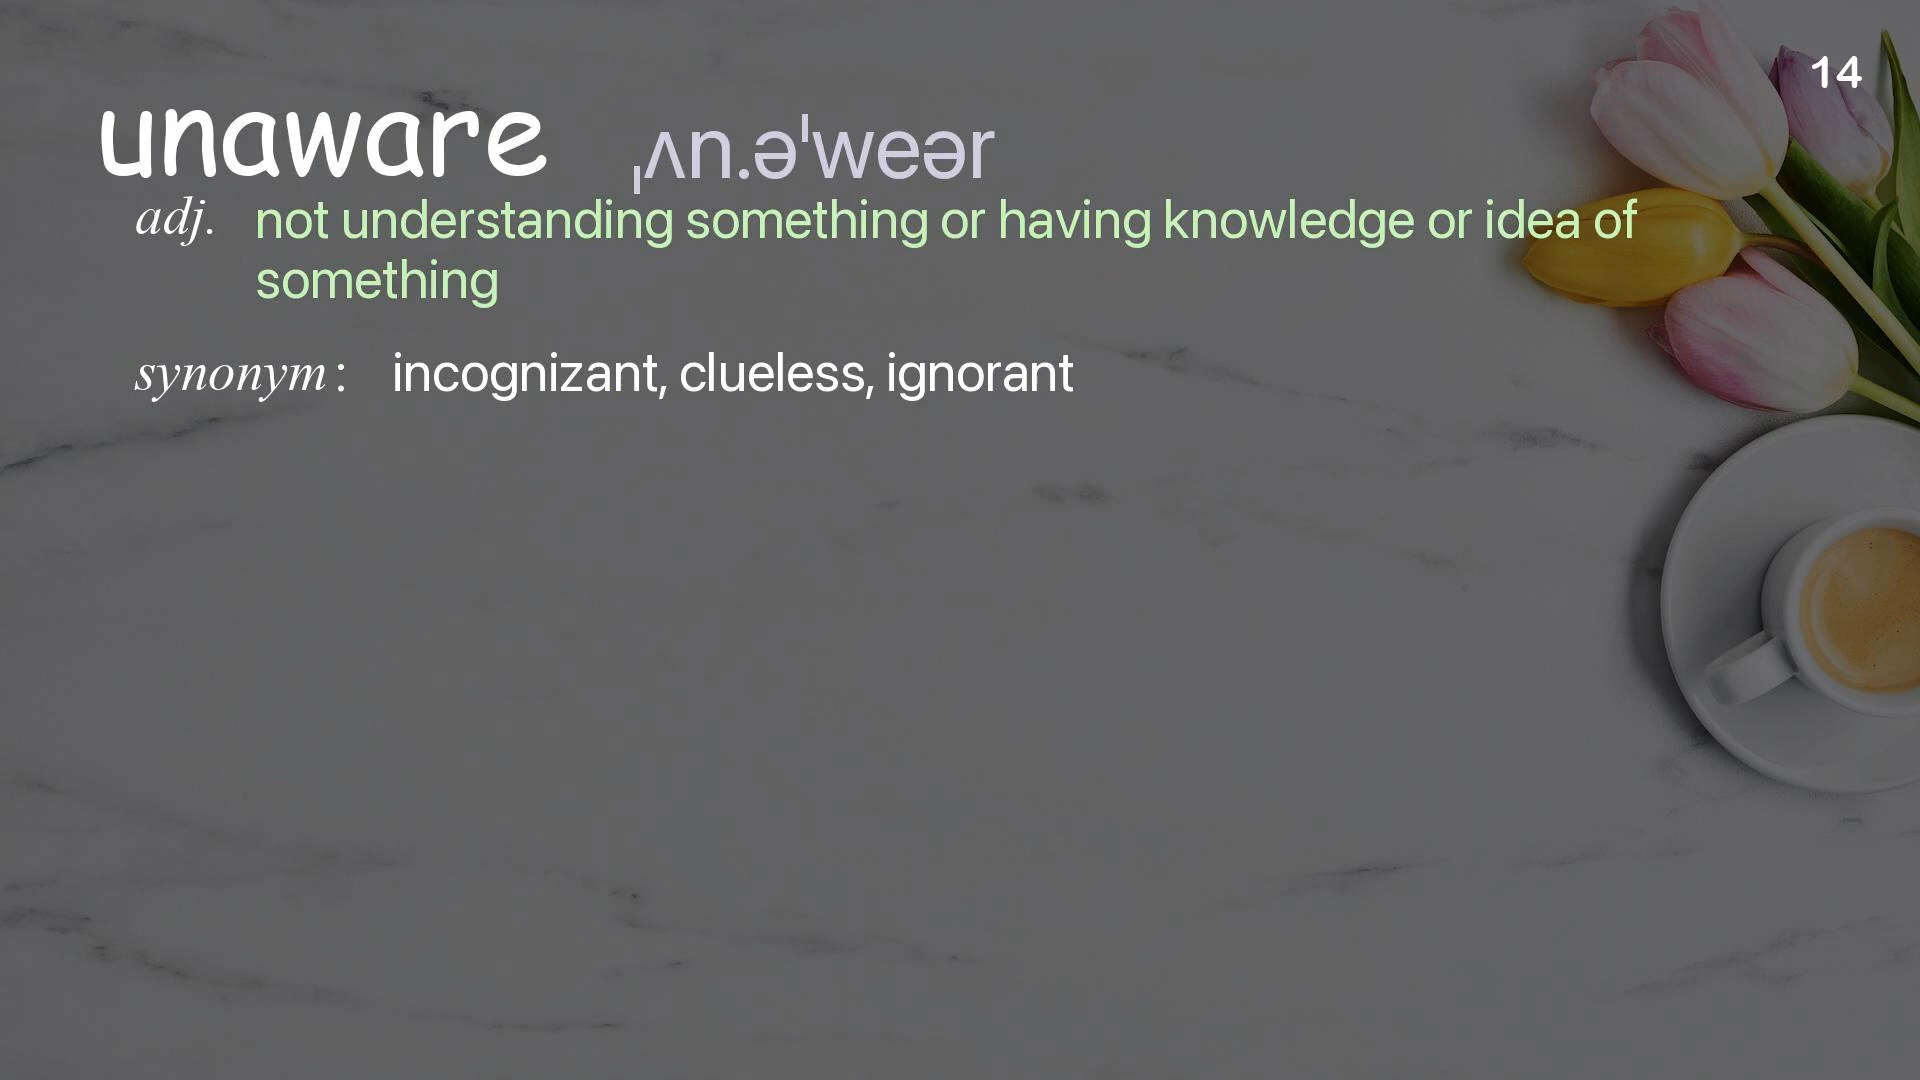 14
unaware ˌʌn.əˈweər
adj. not understanding something or having knowledge or idea of
something
synonym: incognizant, clueless, ignorant